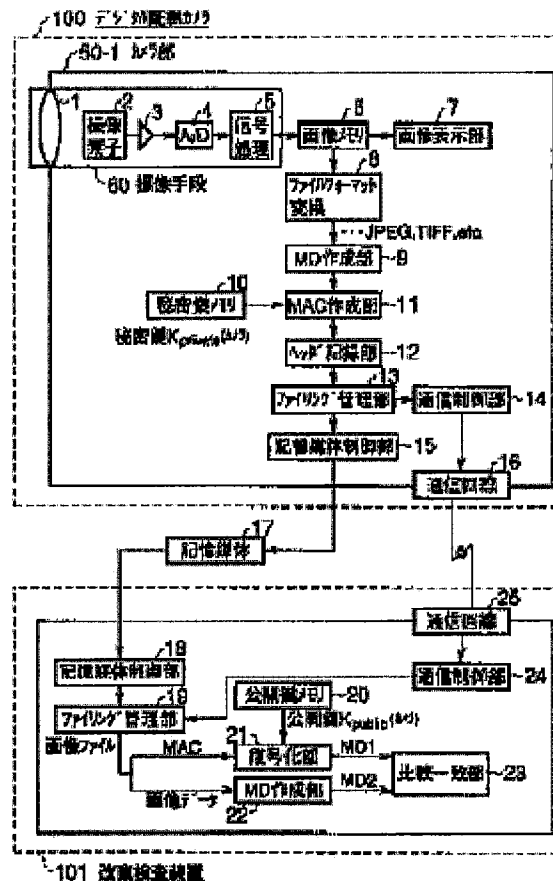 100 デジタル配線カメラ
60-1 カメラ部
1
2
3
4
5
撮像
素子
A/D
信号
処理
6
画像メモリ
7
画像表示部
60 撮像手段
8
ファイルフォーマット
変換
…JPEG,TIFF,etc
MD作成部
9
10
秘密鍵メモリ
秘密鍵Kprivate(カメラ)
MAC作成部
11
ヘッダ記録部
12
13
ファイリング管理部
通信制御部
14
記憶媒体制御部
15
16
通信回線
17
記憶媒体
25
通信回線
18
記憶媒体制御部
19
ファイリング管理部
画像ファイル
公開鍵メモリ
20
公開鍵Kpublic(カメラ)
通信制御部
24
MAC
21
復号化部
MD1
画像データ
MD作成部
22
MD2
比較一致部
23
101 改竄検査装置